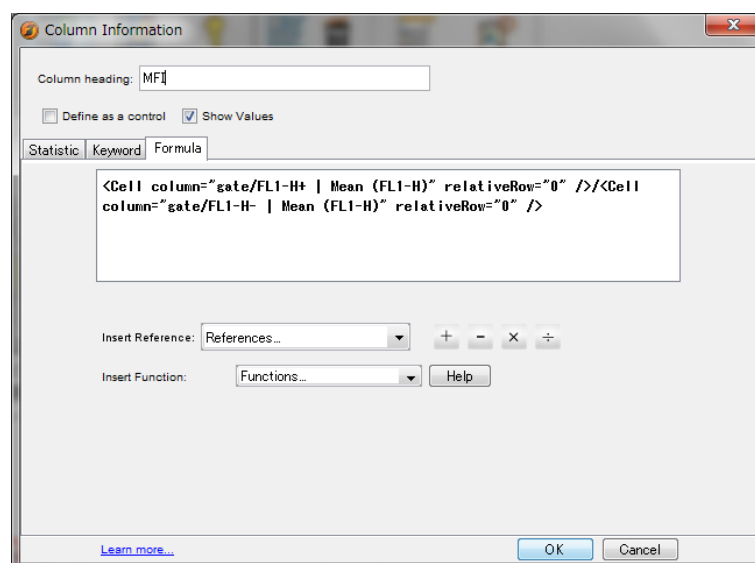 Column Information
Column heading: MFI
Define as a control Show Values
Statistic Keyword Formula
<Cell column="gate/FL1-H+ | Mean (FL1-H)" relativeRow="0" />/<Cell
column="gate/FL1-H- | Mean (FL1-H)" relativeRow="0" />
Insert Reference: References... + - × ÷
Insert Function: Functions... Help
Learn more... OK Cancel